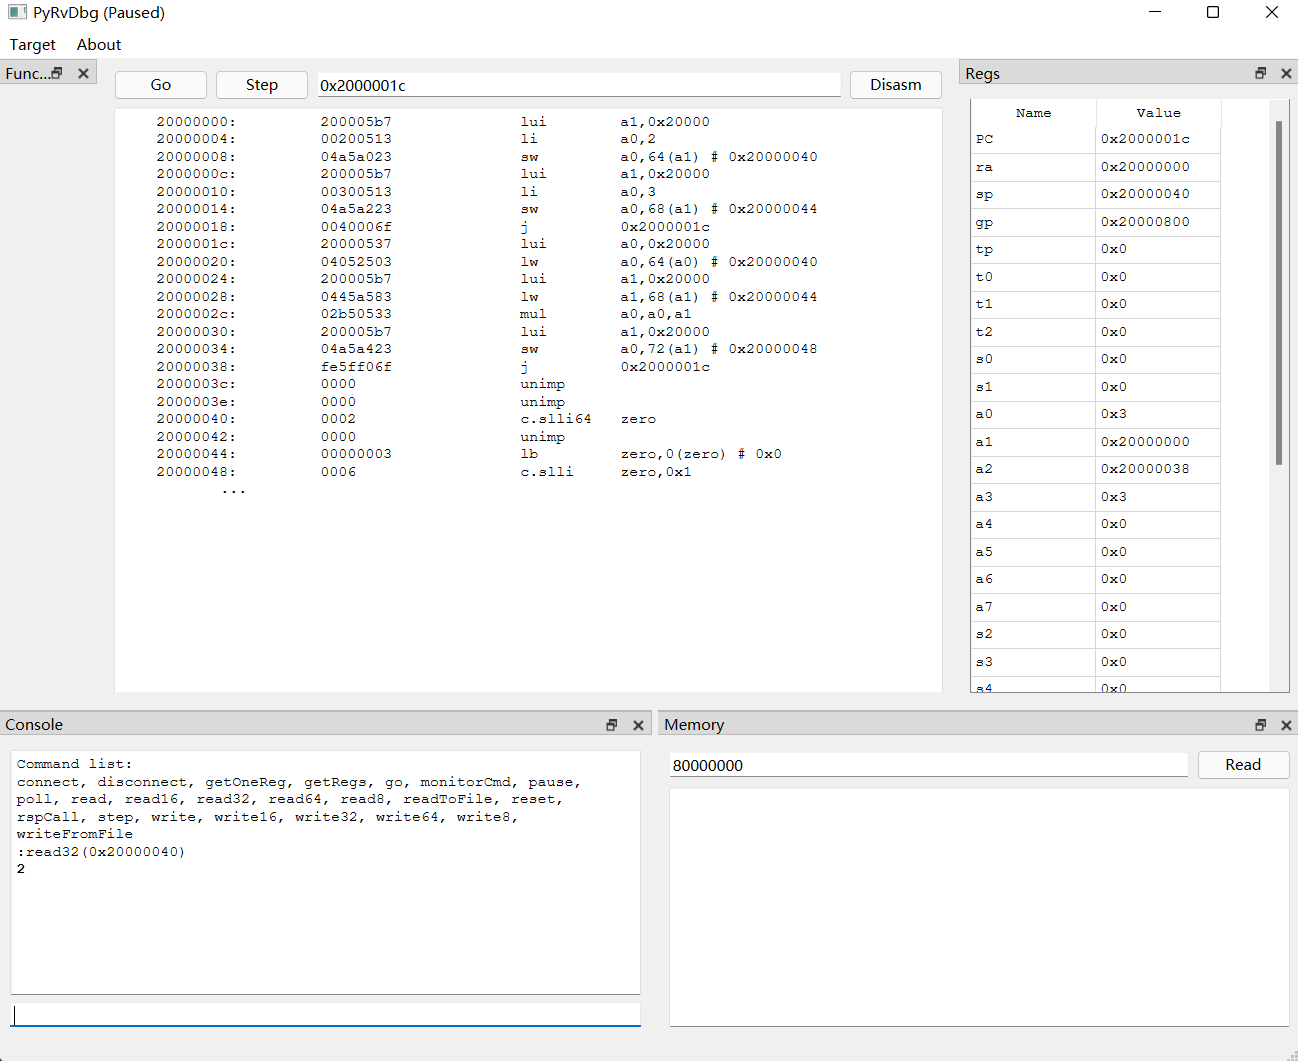 PyRvDbg (Paused)
Target About
Func...
Go Step 0x2000001c Disasm
20000000: 200005b7 lui a1,0x20000
20000004: 00200513 li a0,2
20000008: 04a5a023 sw a0,64(a1) # 0x20000040
2000000c: 200005b7 lui a1,0x20000
20000010: 00300513 li a0,3
20000014: 04a5a223 sw a0,68(a1) # 0x20000044
20000018: 0040006f j 0x2000001c
2000001c: 20000537 lui a0,0x20000
20000020: 04052503 lw a0,64(a0) # 0x20000040
20000024: 200005b7 lui a1,0x20000
20000028: 0445a583 lw a1,68(a1) # 0x20000044
2000002c: 02b50533 mul a0,a0,a1
20000030: 200005b7 lui a1,0x20000
20000034: 04a5a423 sw a0,72(a1) # 0x20000048
20000038: fe5ff06f j 0x2000001c
2000003c: 0000 unimp
2000003e: 0000 unimp
20000040: 0002 c.slli64 zero
20000042: 0000 unimp
20000044: 00000003 lb zero,0(zero) # 0x0
20000048: 0006 c.slli zero,0x1
...
Regs
Name Value
PC 0x2000001c
ra 0x20000000
sp 0x20000040
gp 0x20000800
tp 0x0
t0 0x0
t1 0x0
t2 0x0
s0 0x0
s1 0x0
a0 0x3
a1 0x20000000
a2 0x20000038
a3 0x3
a4 0x0
a5 0x0
a6 0x0
a7 0x0
s2 0x0
s3 0x0
s4 0x0
Console
Command list:
connect, disconnect, getOneReg, getRegs, go, monitorCmd, pause,
poll, read, read16, read32, read64, read8, readToFile, reset,
rspCall, step, write, write16, write32, write64, write8,
writeFromFile
:read32(0x20000040)
2
Memory
80000000 Read